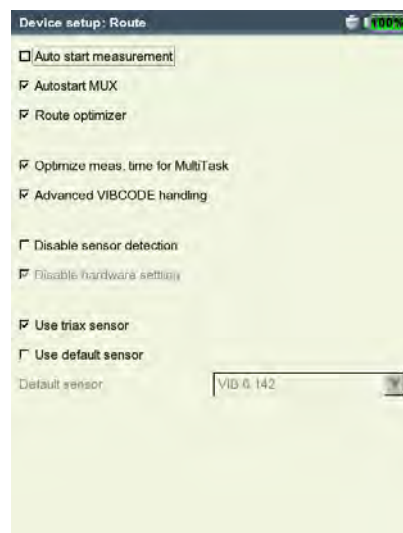 Device setup: Route 100%
Auto start measurement
Autostart MUX
Route optimizer
Optimize meas. time for MultiTask
Advanced VIBCODE handling
Disable sensor detection
Disable hardware setting
Use triax sensor
Use default sensor
Default sensor VIB 6.142